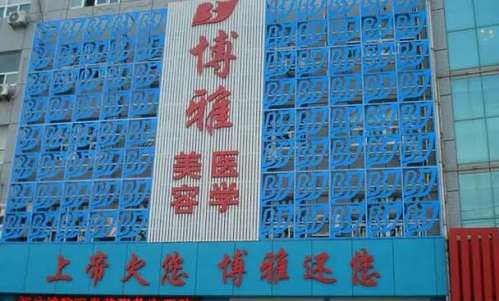 博雅
医学
美容
上帝欠您 博雅还您